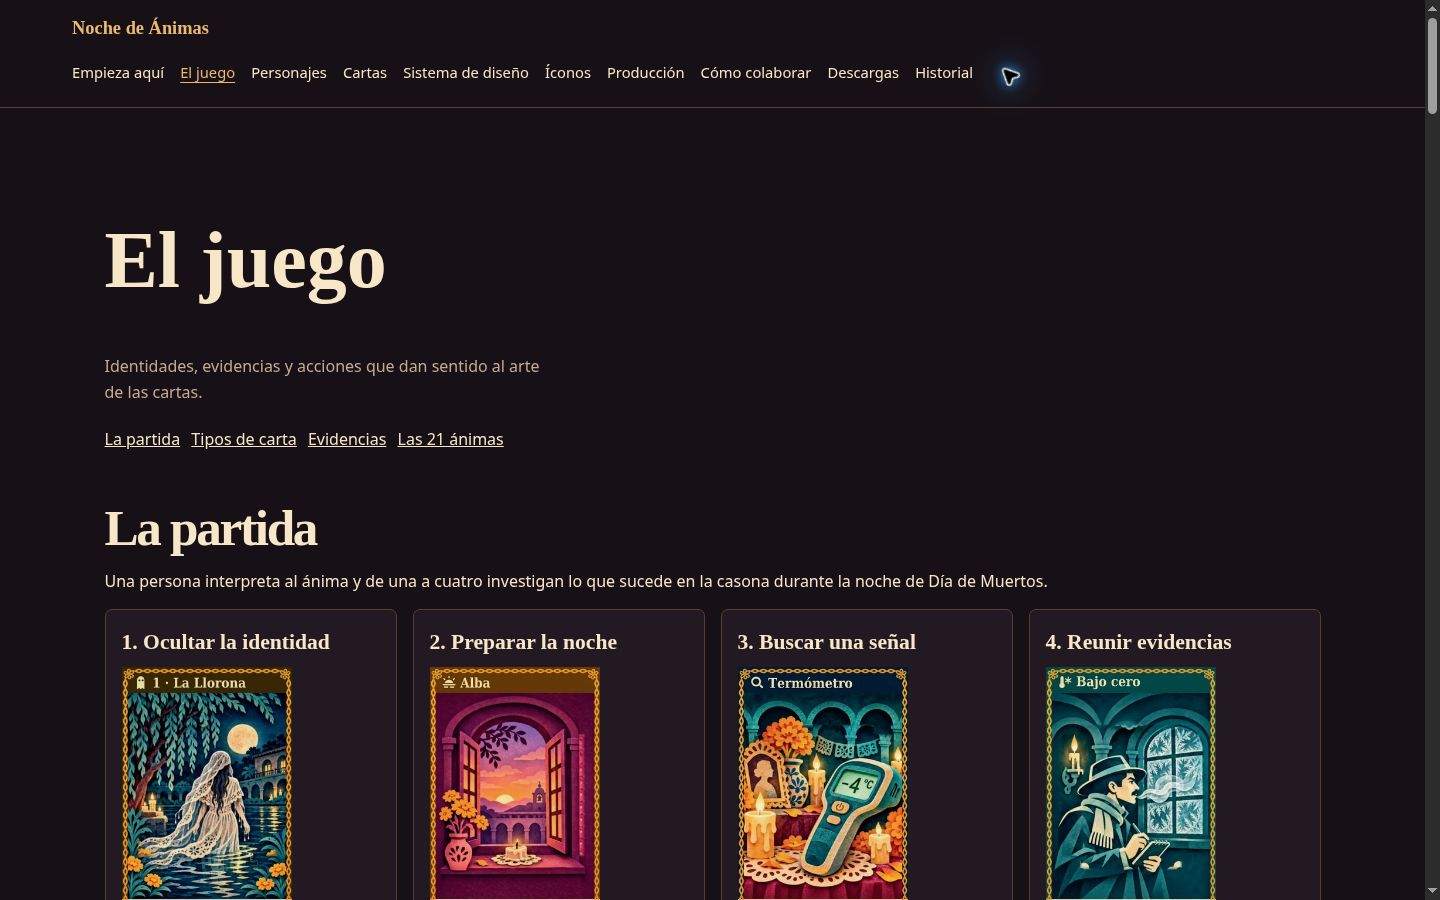 Noche de Ánimas
Empieza aquí El juego Personajes Cartas Sistema de diseño Íconos Producción Cómo colaborar Descargas Historial
El juego
Identidades, evidencias y acciones que dan sentido al arte
de las cartas.
La partida Tipos de carta Evidencias Las 21 ánimas
La partida
Una persona interpreta al ánima y de una a cuatro investigan lo que sucede en la casona durante la noche de Día de Muertos.
1. Ocultar la identidad
1 · La Llorona
2. Preparar la noche
Alba
3. Buscar una señal
Termómetro
-4°C
4. Reunir evidencias
Bajo cero